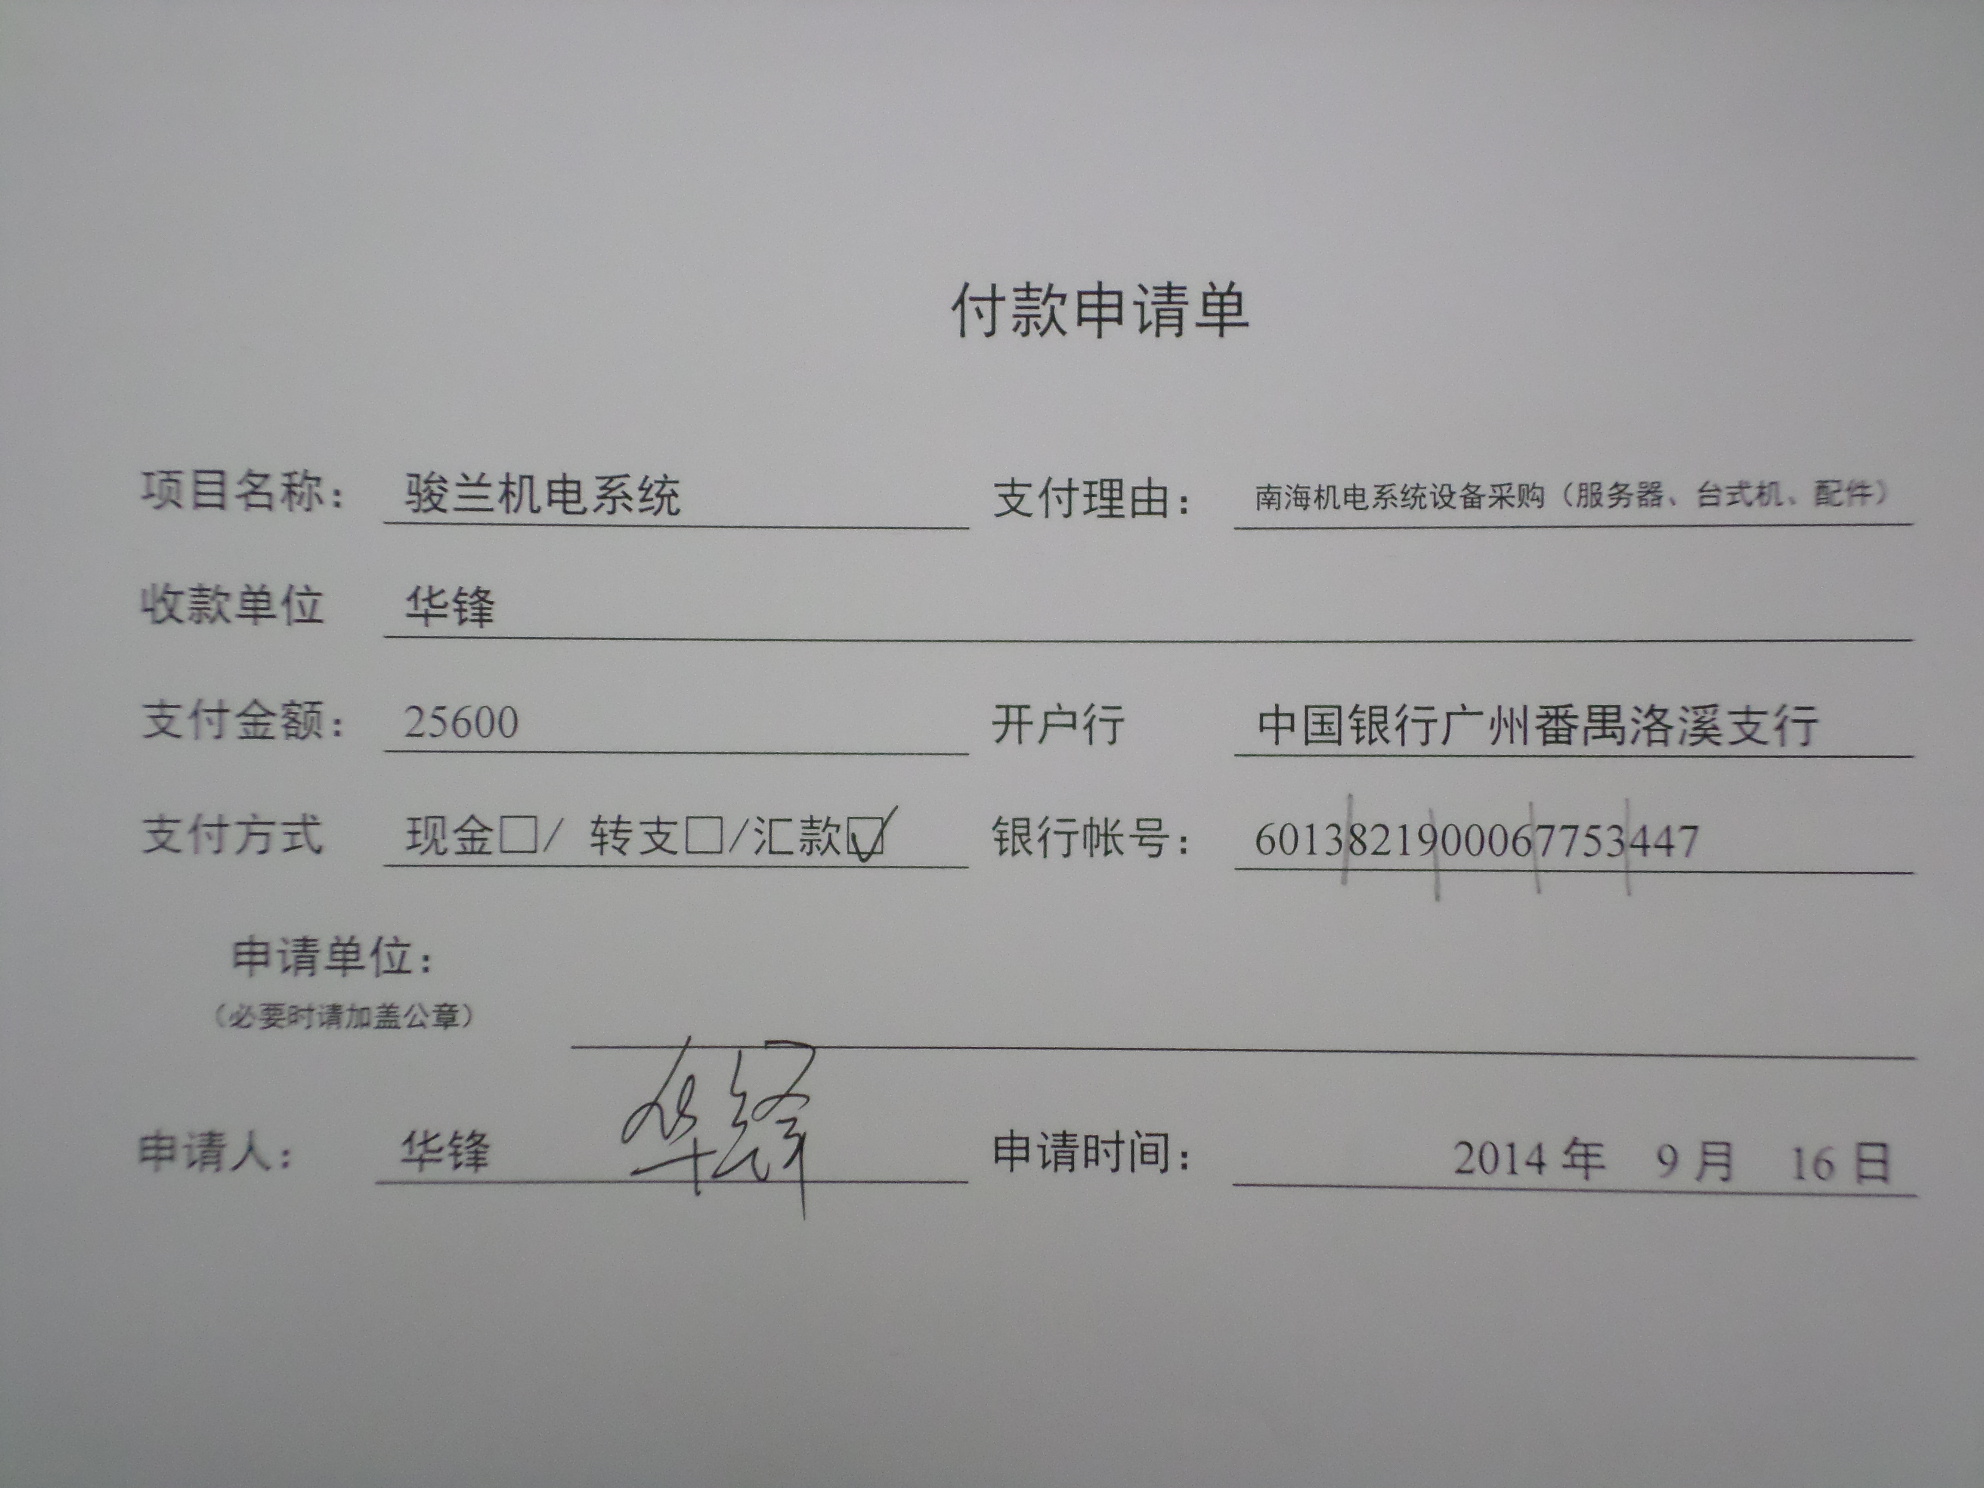 付款申请单
项目名称： 骏兰机电系统 支付理由： 南海机电系统设备采购（服务器、台式机、配件）
收款单位 华锋
支付金额： 25600 开户行 中国银行广州番禺洛溪支行
支付方式 现金□/ 转支□/汇款☑ 银行帐号： 6013821900067753447
申请单位：
（必要时请加盖公章）
申请人： 华锋 华锋 申请时间： 2014 年 9 月 16 日